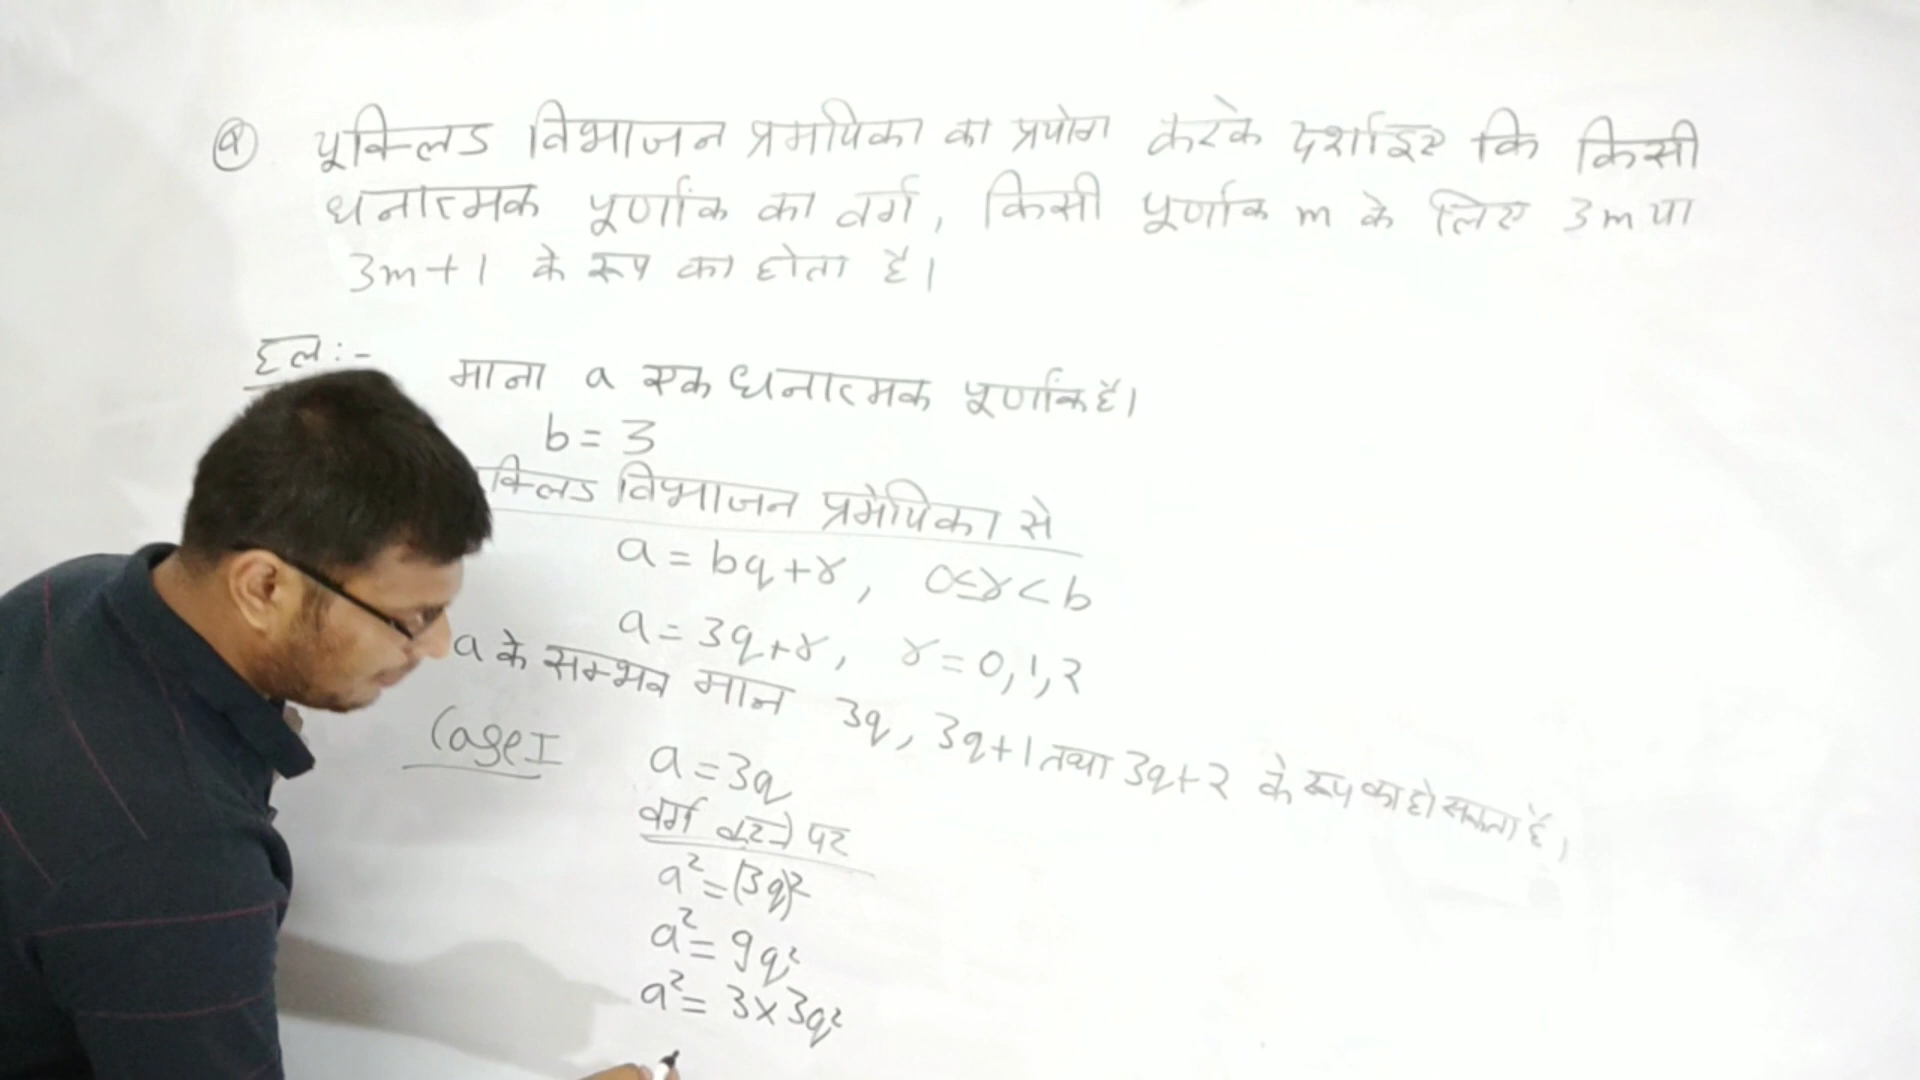 Q यूक्लिड विभाजन प्रमेयिका का प्रयोग करके दर्शाइए कि किसी
धनात्मक पूर्णांक का वर्ग, किसी पूर्णांक m के लिए 3m या
3m+1 के रूप का होता है।
हल:-
माना a एक धनात्मक पूर्णांक है।
b = 3
क्लिड विभाजन प्रमेयिका से
a = bq + r, 0≤r<b
a = 3q+r, r = 0,1,2
a के सम्भव मान 3q, 3q+1 तथा 3q+2 के रूप का हो सकता है।
Case I a = 3q
वर्ग करने पर
a² = (3q)²
a² = 9q²
a² = 3×3q²